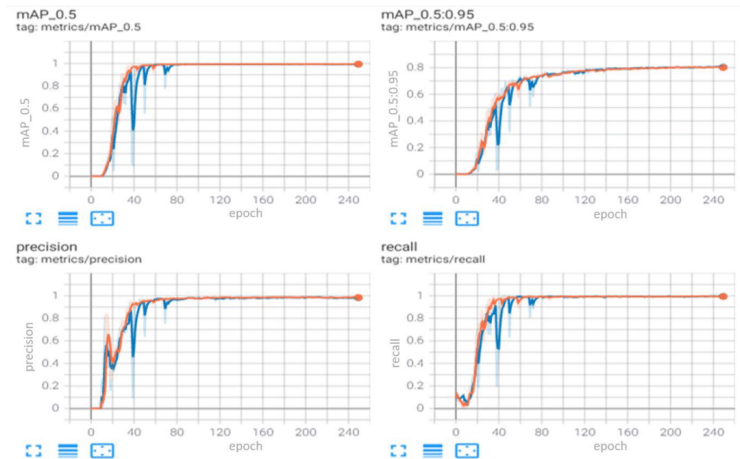 mAP_0.5
tag: metrics/mAP_0.5
mAP_0.5
1
0.8
0.6
0.4
0.2
0
0 40 80 120 160 200 240
epoch
mAP_0.5:0.95
tag: metrics/mAP_0.5:0.95
mAP_0.5:0.95
0.8
0.6
0.4
0.2
0
0 40 80 120 160 200 240
epoch
precision
tag: metrics/precision
precision
1
0.8
0.6
0.4
0.2
0
0 40 80 120 160 200 240
epoch
recall
tag: metrics/recall
recall
1
0.8
0.6
0.4
0.2
0
0 40 80 120 160 200 240
epoch